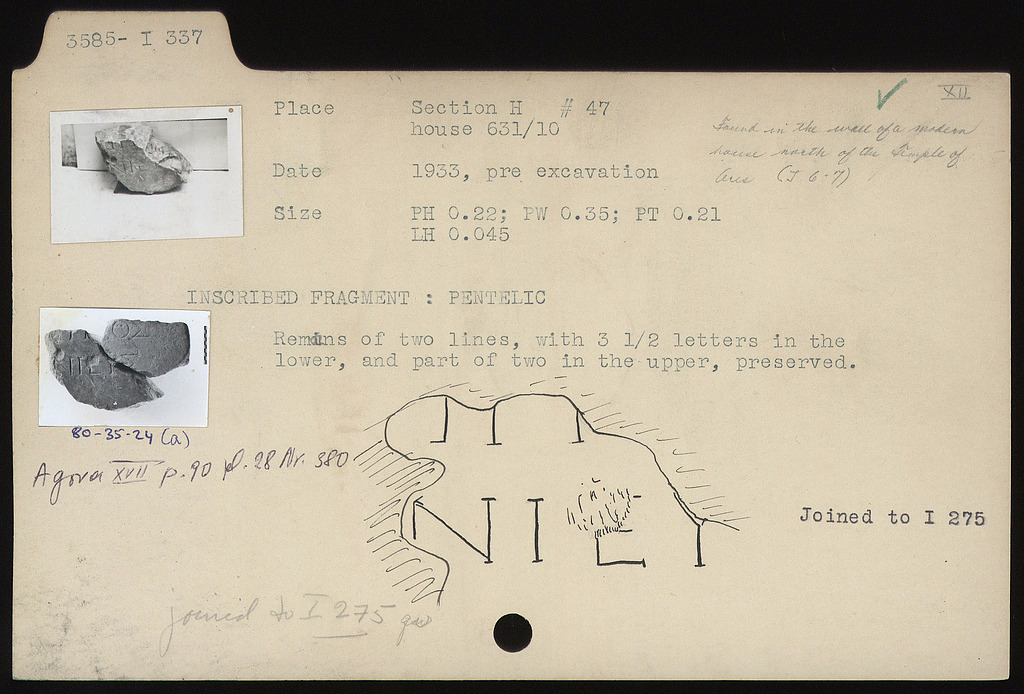 3585- I 337
XII
Place Section H # 47
house 631/10
Found in the wall of a modern
house north of the Temple of
Ares (J 6-7)
Date 1933, pre excavation
Size PH 0.22; PW 0.35; PT 0.21
LH 0.045
INSCRIBED FRAGMENT : PENTELIC
Remains of two lines, with 3 1/2 letters in the
lower, and part of two in the upper, preserved.
80-35-24 (a)
Agora XVII p.90 pl.28 Nr. 380
Joined to I 275
joined to I 275